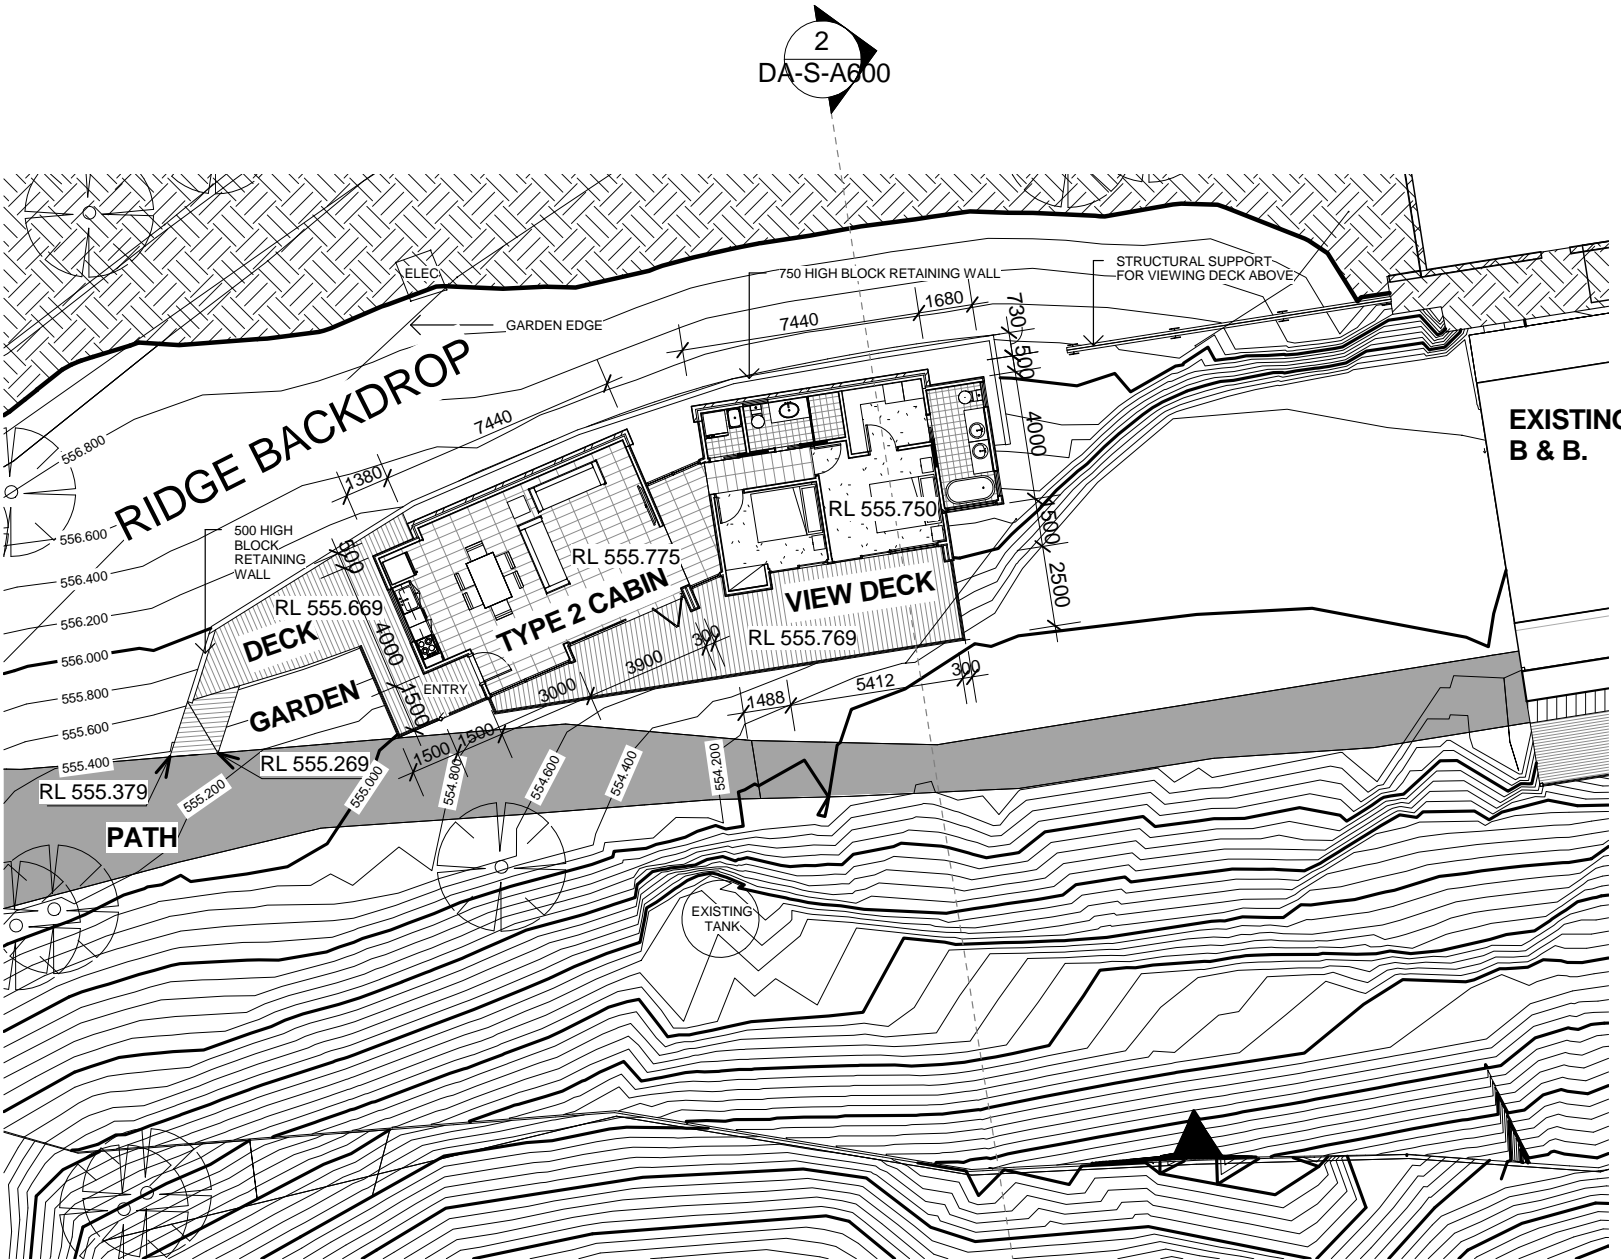 2
DA-S-A600
ELEC
750 HIGH BLOCK RETAINING WALL
STRUCTURAL SUPPORT
FOR VIEWING DECK ABOVE
GARDEN EDGE
7440
1680
730
500
RIDGE BACKDROP
7440
1380
4000
EXISTING
B & B.
556.800
556.600
556.400
556.200
556.000
555.800
555.600
555.400
500 HIGH
BLOCK
RETAINING
WALL
500
RL 555.750
1500
2500
RL 555.775
TYPE 2 CABIN
VIEW DECK
RL 555.669
DECK
4000
RL 555.769
300
3900
3000
ENTRY
GARDEN
1500
1500
1500
1488
5412
300
RL 555.269
RL 555.379
555.200
555.000
554.800
554.600
554.400
554.200
PATH
EXISTING
TANK